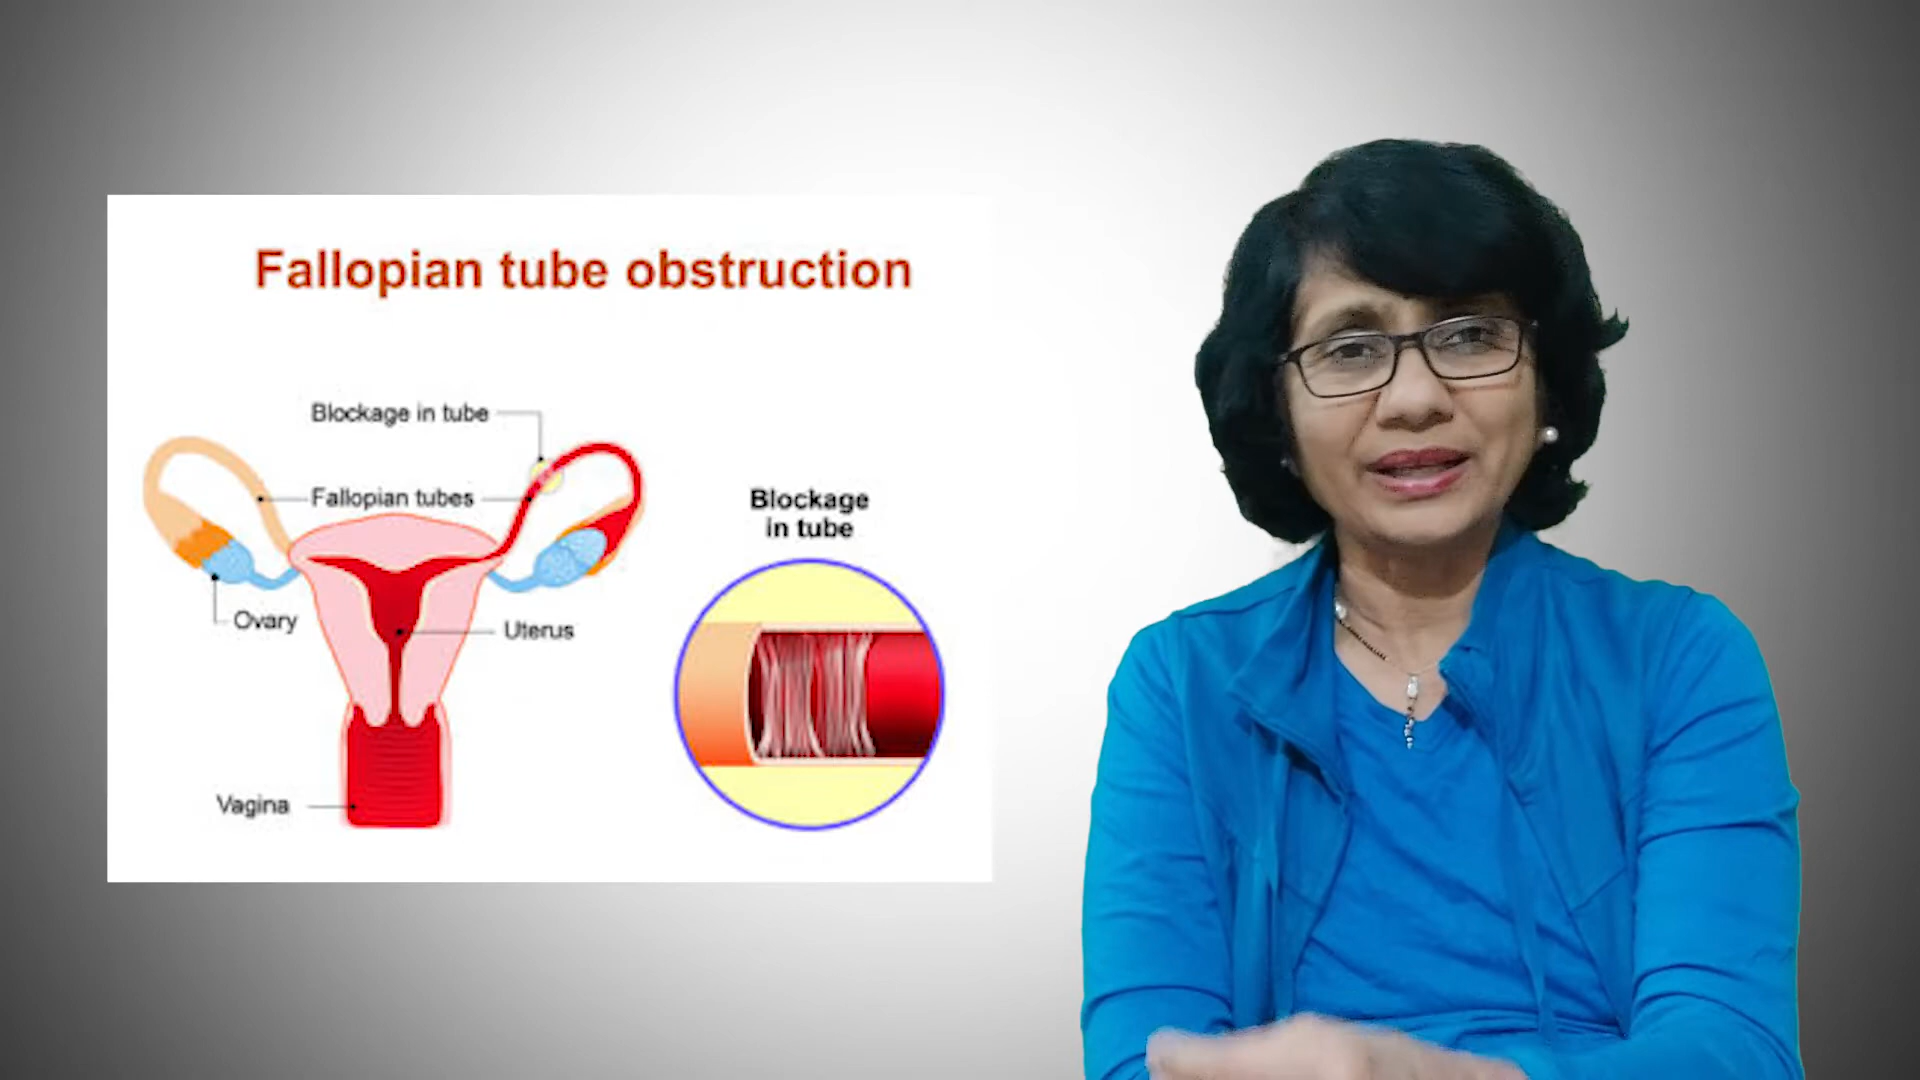 Fallopian tube obstruction
Blockage in tube
Fallopian tubes
Blockage
in tube
Ovary
Uterus
Vagina